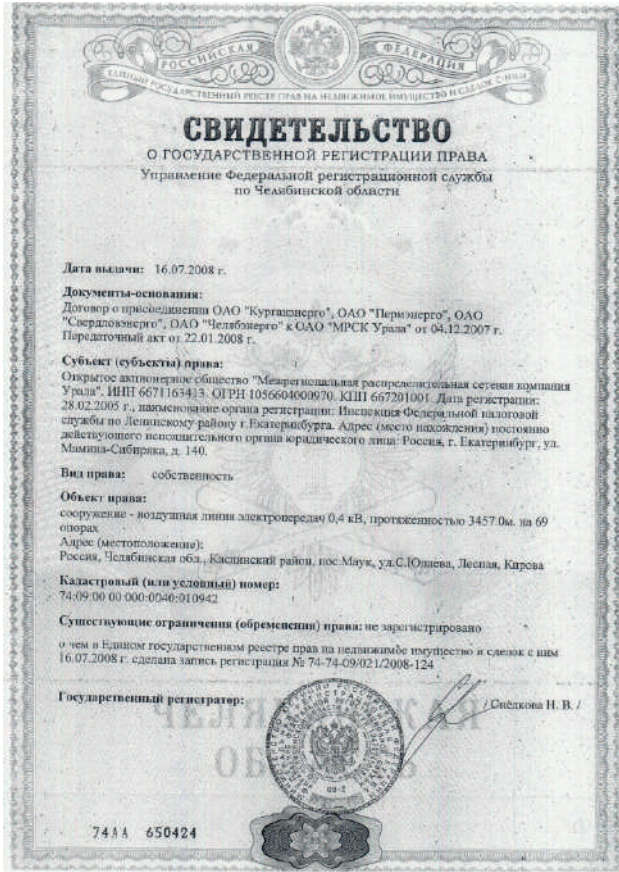 РОССИЙСКАЯ ФЕДЕРАЦИЯ
ЕДИНЫЙ ГОСУДАРСТВЕННЫЙ РЕЕСТР ПРАВ НА НЕДВИЖИМОЕ ИМУЩЕСТВО И СДЕЛОК С НИМ
СВИДЕТЕЛЬСТВО
О ГОСУДАРСТВЕННОЙ РЕГИСТРАЦИИ ПРАВА
Управление Федеральной регистрационной службы
по Челябинской области
Дата выдачи: 16.07.2008 г.
Документы-основания:
Договор о присоединении ОАО "Курганэнерго", ОАО "Пермэнерго", ОАО
"Свердловэнерго", ОАО "Челябэнерго" к ОАО "МРСК Урала" от 04.12.2007 г.
Передаточный акт от 22.01.2008 г.
Субъект (субъекты) права:
Открытое акционерное общество "Межрегиональная распределительная сетевая компания
Урала". ИНН 6671163413. ОГРН 1056604000970. КПП 667201001. Дата регистрации:
28.02.2005 г., наименование органа регистрации: Инспекция Федеральной налоговой
службы по Ленинскому району г.Екатеринбурга. Адрес (место нахождения) постоянно
действующего исполнительного органа юридического лица: Россия, г. Екатеринбург, ул.
Мамина-Сибиряка, д. 140.
Вид права: собственность
Объект права:
сооружение - воздушная линия электропередач 0,4 кВ, протяженностью 3457.0м. на 69
опорах
Адрес (местоположение):
Россия, Челябинская обл., Каслинский район, пос.Маук, ул.С.Юлаева, Лесная, Кирова
Кадастровый (или условный) номер:
74:09:00 00 000:0040:010942
Существующие ограничения (обременения) права: не зарегистрировано
о чем в Едином государственном реестре прав на недвижимое имущество и сделок с ним
16.07.2008 г. сделана запись регистрации № 74-74-09/021/2008-124
Государственный регистратор:
/ Снедкова Н. В. /
74АА 650424